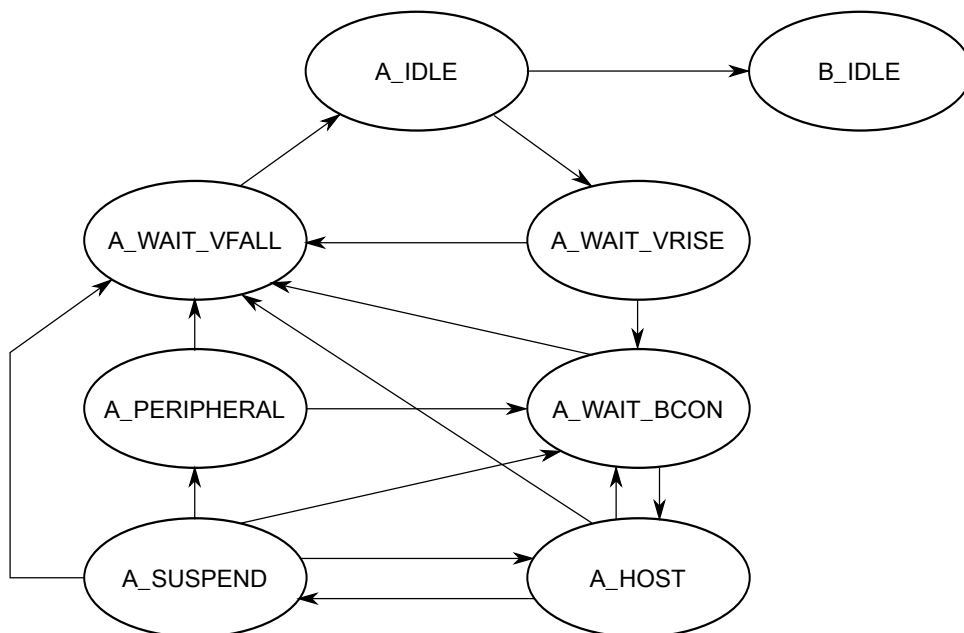 A_IDLE
B_IDLE
A_WAIT_VFALL
A_WAIT_VRISE
A_PERIPHERAL
A_WAIT_BCON
A_SUSPEND
A_HOST